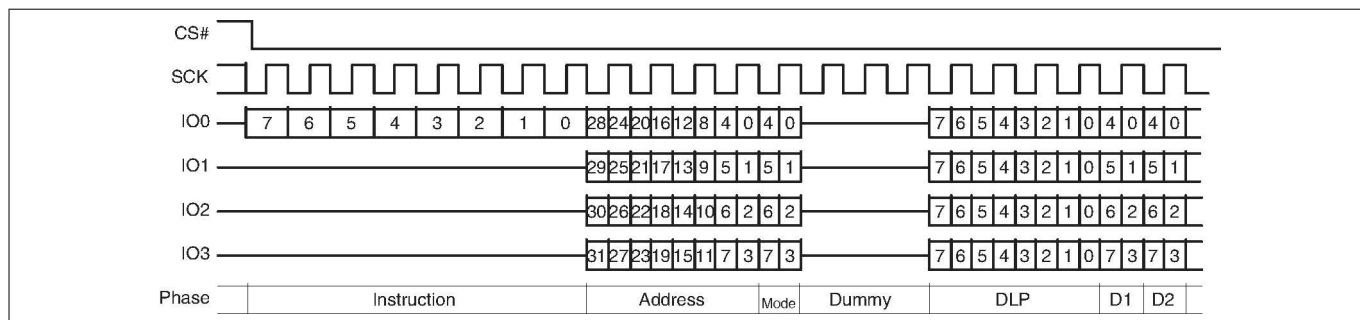 CS#
SCK
IO0 7 6 5 4 3 2 1 0 28 24 20 16 12 8 4 0 4 0 7 6 5 4 3 2 1 0 4 0 4 0
IO1 29 25 21 17 13 9 5 1 5 1 7 6 5 4 3 2 1 0 5 1 5 1
IO2 30 26 22 18 14 10 6 2 6 2 7 6 5 4 3 2 1 0 6 2 6 2
IO3 31 27 23 19 15 11 7 3 7 3 7 6 5 4 3 2 1 0 7 3 7 3
Phase Instruction Address Mode Dummy DLP D1 D2